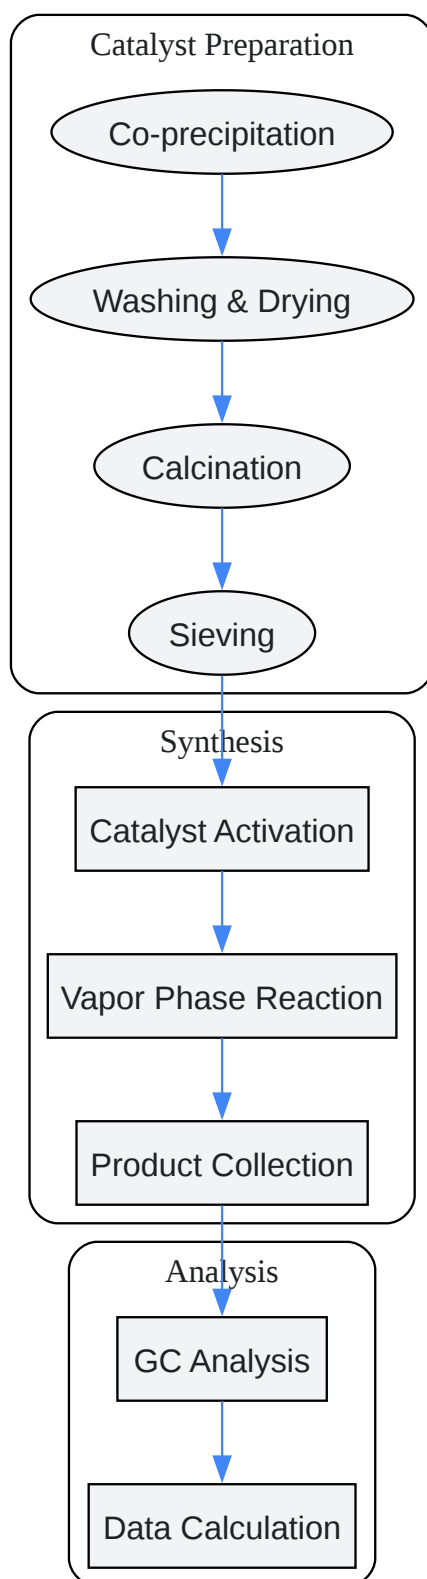 Catalyst Preparation
Co-precipitation
Washing & Drying
Calcination
Sieving
Synthesis
Catalyst Activation
Vapor Phase Reaction
Product Collection
Analysis
GC Analysis
Data Calculation